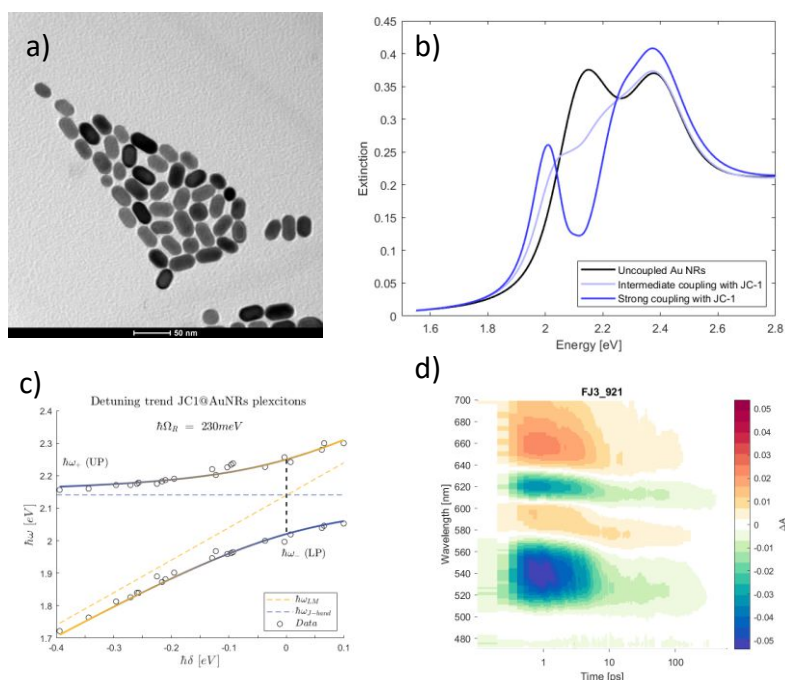 a)
50 nm
b)
0.45
0.4
0.35
0.3
0.25
0.2
0.15
0.1
0.05
0
Extinction
Uncoupled Au NRs
Intermediate coupling with JC-1
Strong coupling with JC-1
1.6 1.8 2 2.2 2.4 2.6 2.8
Energy [eV]
c)
Detuning trend JC1@AuNRs plexcitons
ℏΩ_R = 230meV
2.4
2.3
2.2
2.1
2
1.9
1.8
1.7
ℏω [eV]
ℏω₊ (UP)
ℏω₋ (LP)
ℏω_LM
ℏω_J−band
Data
-0.4 -0.3 -0.2 -0.1 0 0.1
ℏδ [eV]
d)
FJ3_921
700
680
660
640
620
600
580
560
540
520
500
480
Wavelength [nm]
1 10 100
Time [ps]
0.05
0.04
0.03
0.02
0.01
0
-0.01
-0.02
-0.03
-0.04
-0.05
ΔA